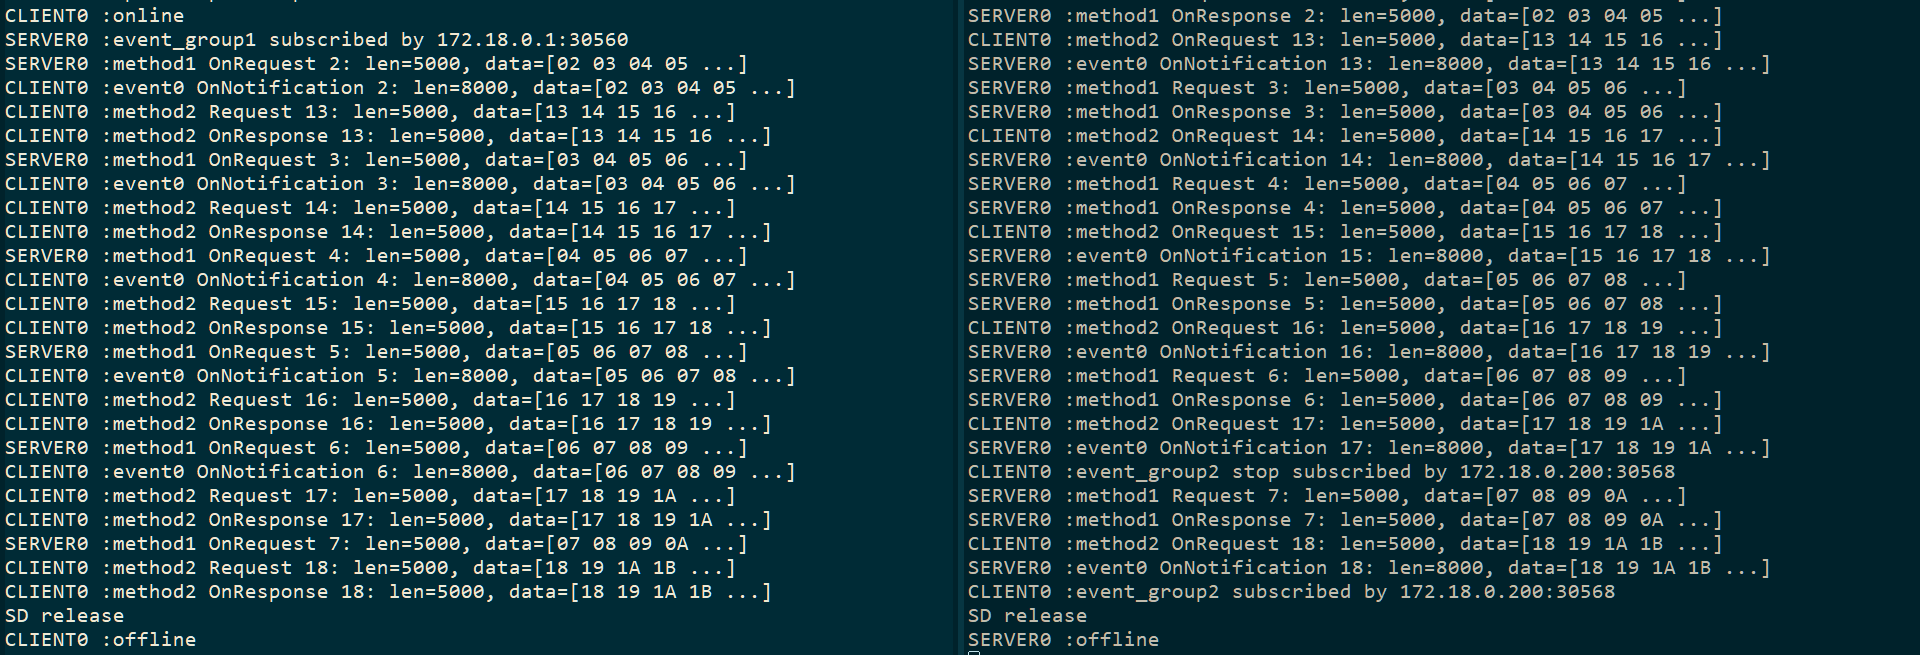 CLIENT0 :online
SERVER0 :event_group1 subscribed by 172.18.0.1:30560
SERVER0 :method1 OnRequest 2: len=5000, data=[02 03 04 05 ...]
CLIENT0 :event0 OnNotification 2: len=8000, data=[02 03 04 05 ...]
CLIENT0 :method2 Request 13: len=5000, data=[13 14 15 16 ...]
CLIENT0 :method2 OnResponse 13: len=5000, data=[13 14 15 16 ...]
SERVER0 :method1 OnRequest 3: len=5000, data=[03 04 05 06 ...]
CLIENT0 :event0 OnNotification 3: len=8000, data=[03 04 05 06 ...]
CLIENT0 :method2 Request 14: len=5000, data=[14 15 16 17 ...]
CLIENT0 :method2 OnResponse 14: len=5000, data=[14 15 16 17 ...]
SERVER0 :method1 OnRequest 4: len=5000, data=[04 05 06 07 ...]
CLIENT0 :event0 OnNotification 4: len=8000, data=[04 05 06 07 ...]
CLIENT0 :method2 Request 15: len=5000, data=[15 16 17 18 ...]
CLIENT0 :method2 OnResponse 15: len=5000, data=[15 16 17 18 ...]
SERVER0 :method1 OnRequest 5: len=5000, data=[05 06 07 08 ...]
CLIENT0 :event0 OnNotification 5: len=8000, data=[05 06 07 08 ...]
CLIENT0 :method2 Request 16: len=5000, data=[16 17 18 19 ...]
CLIENT0 :method2 OnResponse 16: len=5000, data=[16 17 18 19 ...]
SERVER0 :method1 OnRequest 6: len=5000, data=[06 07 08 09 ...]
CLIENT0 :event0 OnNotification 6: len=8000, data=[06 07 08 09 ...]
CLIENT0 :method2 Request 17: len=5000, data=[17 18 19 1A ...]
CLIENT0 :method2 OnResponse 17: len=5000, data=[17 18 19 1A ...]
SERVER0 :method1 OnRequest 7: len=5000, data=[07 08 09 0A ...]
CLIENT0 :method2 Request 18: len=5000, data=[18 19 1A 1B ...]
CLIENT0 :method2 OnResponse 18: len=5000, data=[18 19 1A 1B ...]
SD release
CLIENT0 :offline
SERVER0 :method1 OnResponse 2: len=5000, data=[02 03 04 05 ...]
CLIENT0 :method2 OnRequest 13: len=5000, data=[13 14 15 16 ...]
SERVER0 :event0 OnNotification 13: len=8000, data=[13 14 15 16 ...]
SERVER0 :method1 Request 3: len=5000, data=[03 04 05 06 ...]
SERVER0 :method1 OnResponse 3: len=5000, data=[03 04 05 06 ...]
CLIENT0 :method2 OnRequest 14: len=5000, data=[14 15 16 17 ...]
SERVER0 :event0 OnNotification 14: len=8000, data=[14 15 16 17 ...]
SERVER0 :method1 Request 4: len=5000, data=[04 05 06 07 ...]
SERVER0 :method1 OnResponse 4: len=5000, data=[04 05 06 07 ...]
CLIENT0 :method2 OnRequest 15: len=5000, data=[15 16 17 18 ...]
SERVER0 :event0 OnNotification 15: len=8000, data=[15 16 17 18 ...]
SERVER0 :method1 Request 5: len=5000, data=[05 06 07 08 ...]
SERVER0 :method1 OnResponse 5: len=5000, data=[05 06 07 08 ...]
CLIENT0 :method2 OnRequest 16: len=5000, data=[16 17 18 19 ...]
SERVER0 :event0 OnNotification 16: len=8000, data=[16 17 18 19 ...]
SERVER0 :method1 Request 6: len=5000, data=[06 07 08 09 ...]
SERVER0 :method1 OnResponse 6: len=5000, data=[06 07 08 09 ...]
CLIENT0 :method2 OnRequest 17: len=5000, data=[17 18 19 1A ...]
SERVER0 :event0 OnNotification 17: len=8000, data=[17 18 19 1A ...]
CLIENT0 :event_group2 stop subscribed by 172.18.0.200:30568
SERVER0 :method1 Request 7: len=5000, data=[07 08 09 0A ...]
SERVER0 :method1 OnResponse 7: len=5000, data=[07 08 09 0A ...]
CLIENT0 :method2 OnRequest 18: len=5000, data=[18 19 1A 1B ...]
SERVER0 :event0 OnNotification 18: len=8000, data=[18 19 1A 1B ...]
CLIENT0 :event_group2 subscribed by 172.18.0.200:30568
SD release
SERVER0 :offline